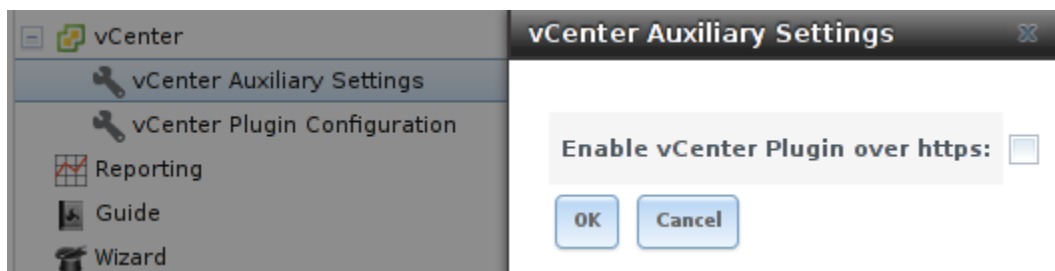 vCenter
vCenter Auxiliary Settings
vCenter Plugin Configuration
Reporting
Guide
Wizard
vCenter Auxiliary Settings
Enable vCenter Plugin over https:
OK Cancel